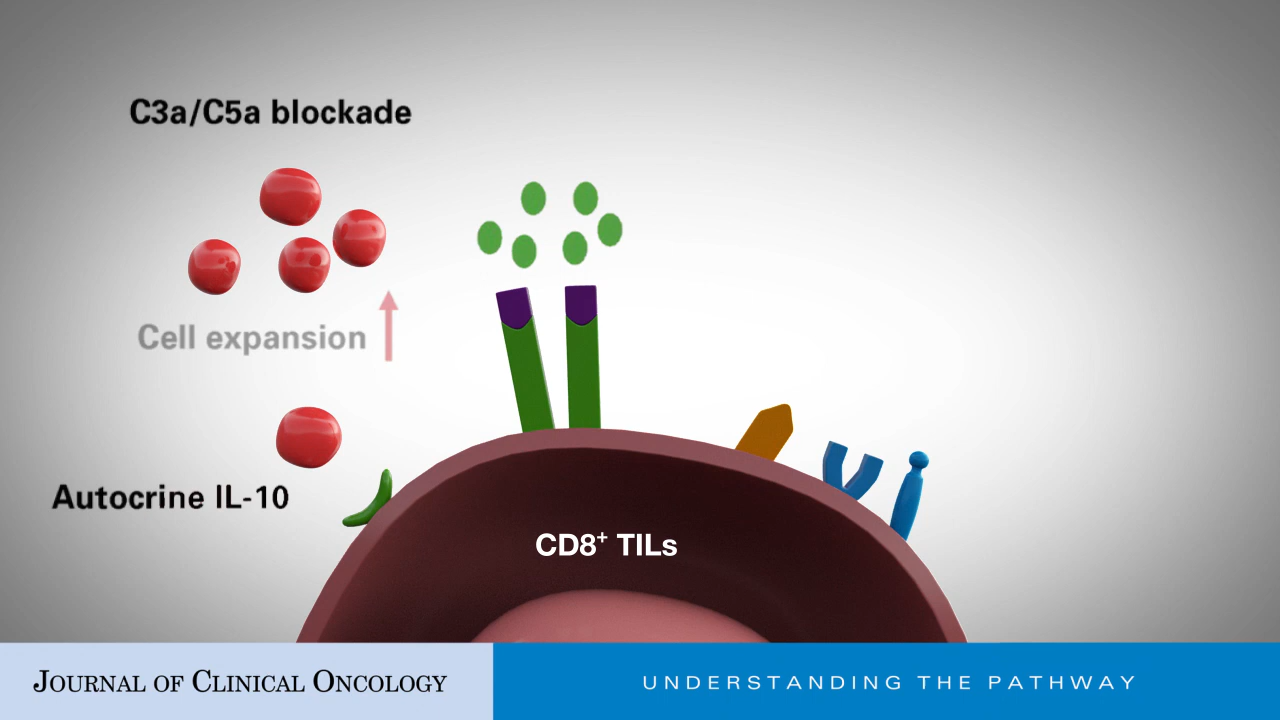 C3a/C5a blockade
Cell expansion
Autocrine IL-10
CD8⁺ TILs
JOURNAL OF CLINICAL ONCOLOGY
UNDERSTANDING THE PATHWAY